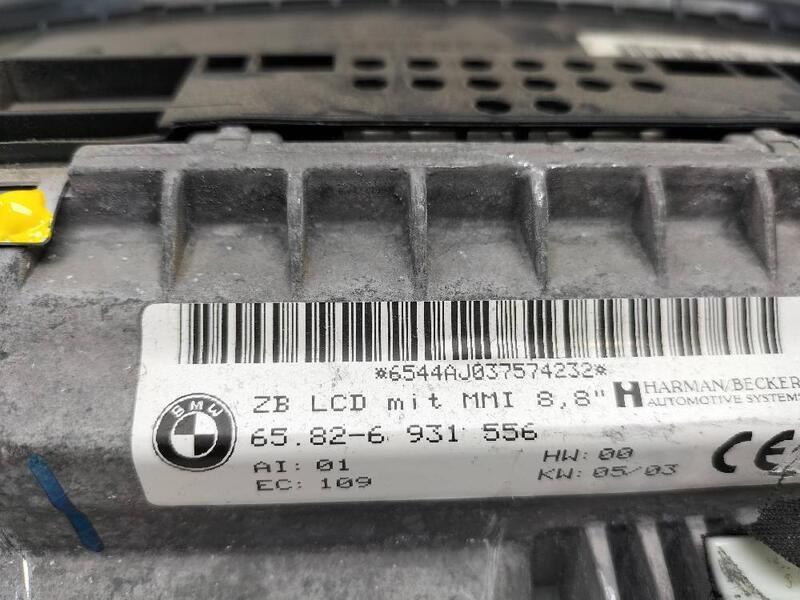 *6544AJ037574232*
ZB LCD mit MMI 8,8"
HARMAN/BECKER
AUTOMOTIVE SYSTEMS
BMW
65.82-6 931 556
AI: 01
HW: 00
EC: 109
KW: 05/03
CE